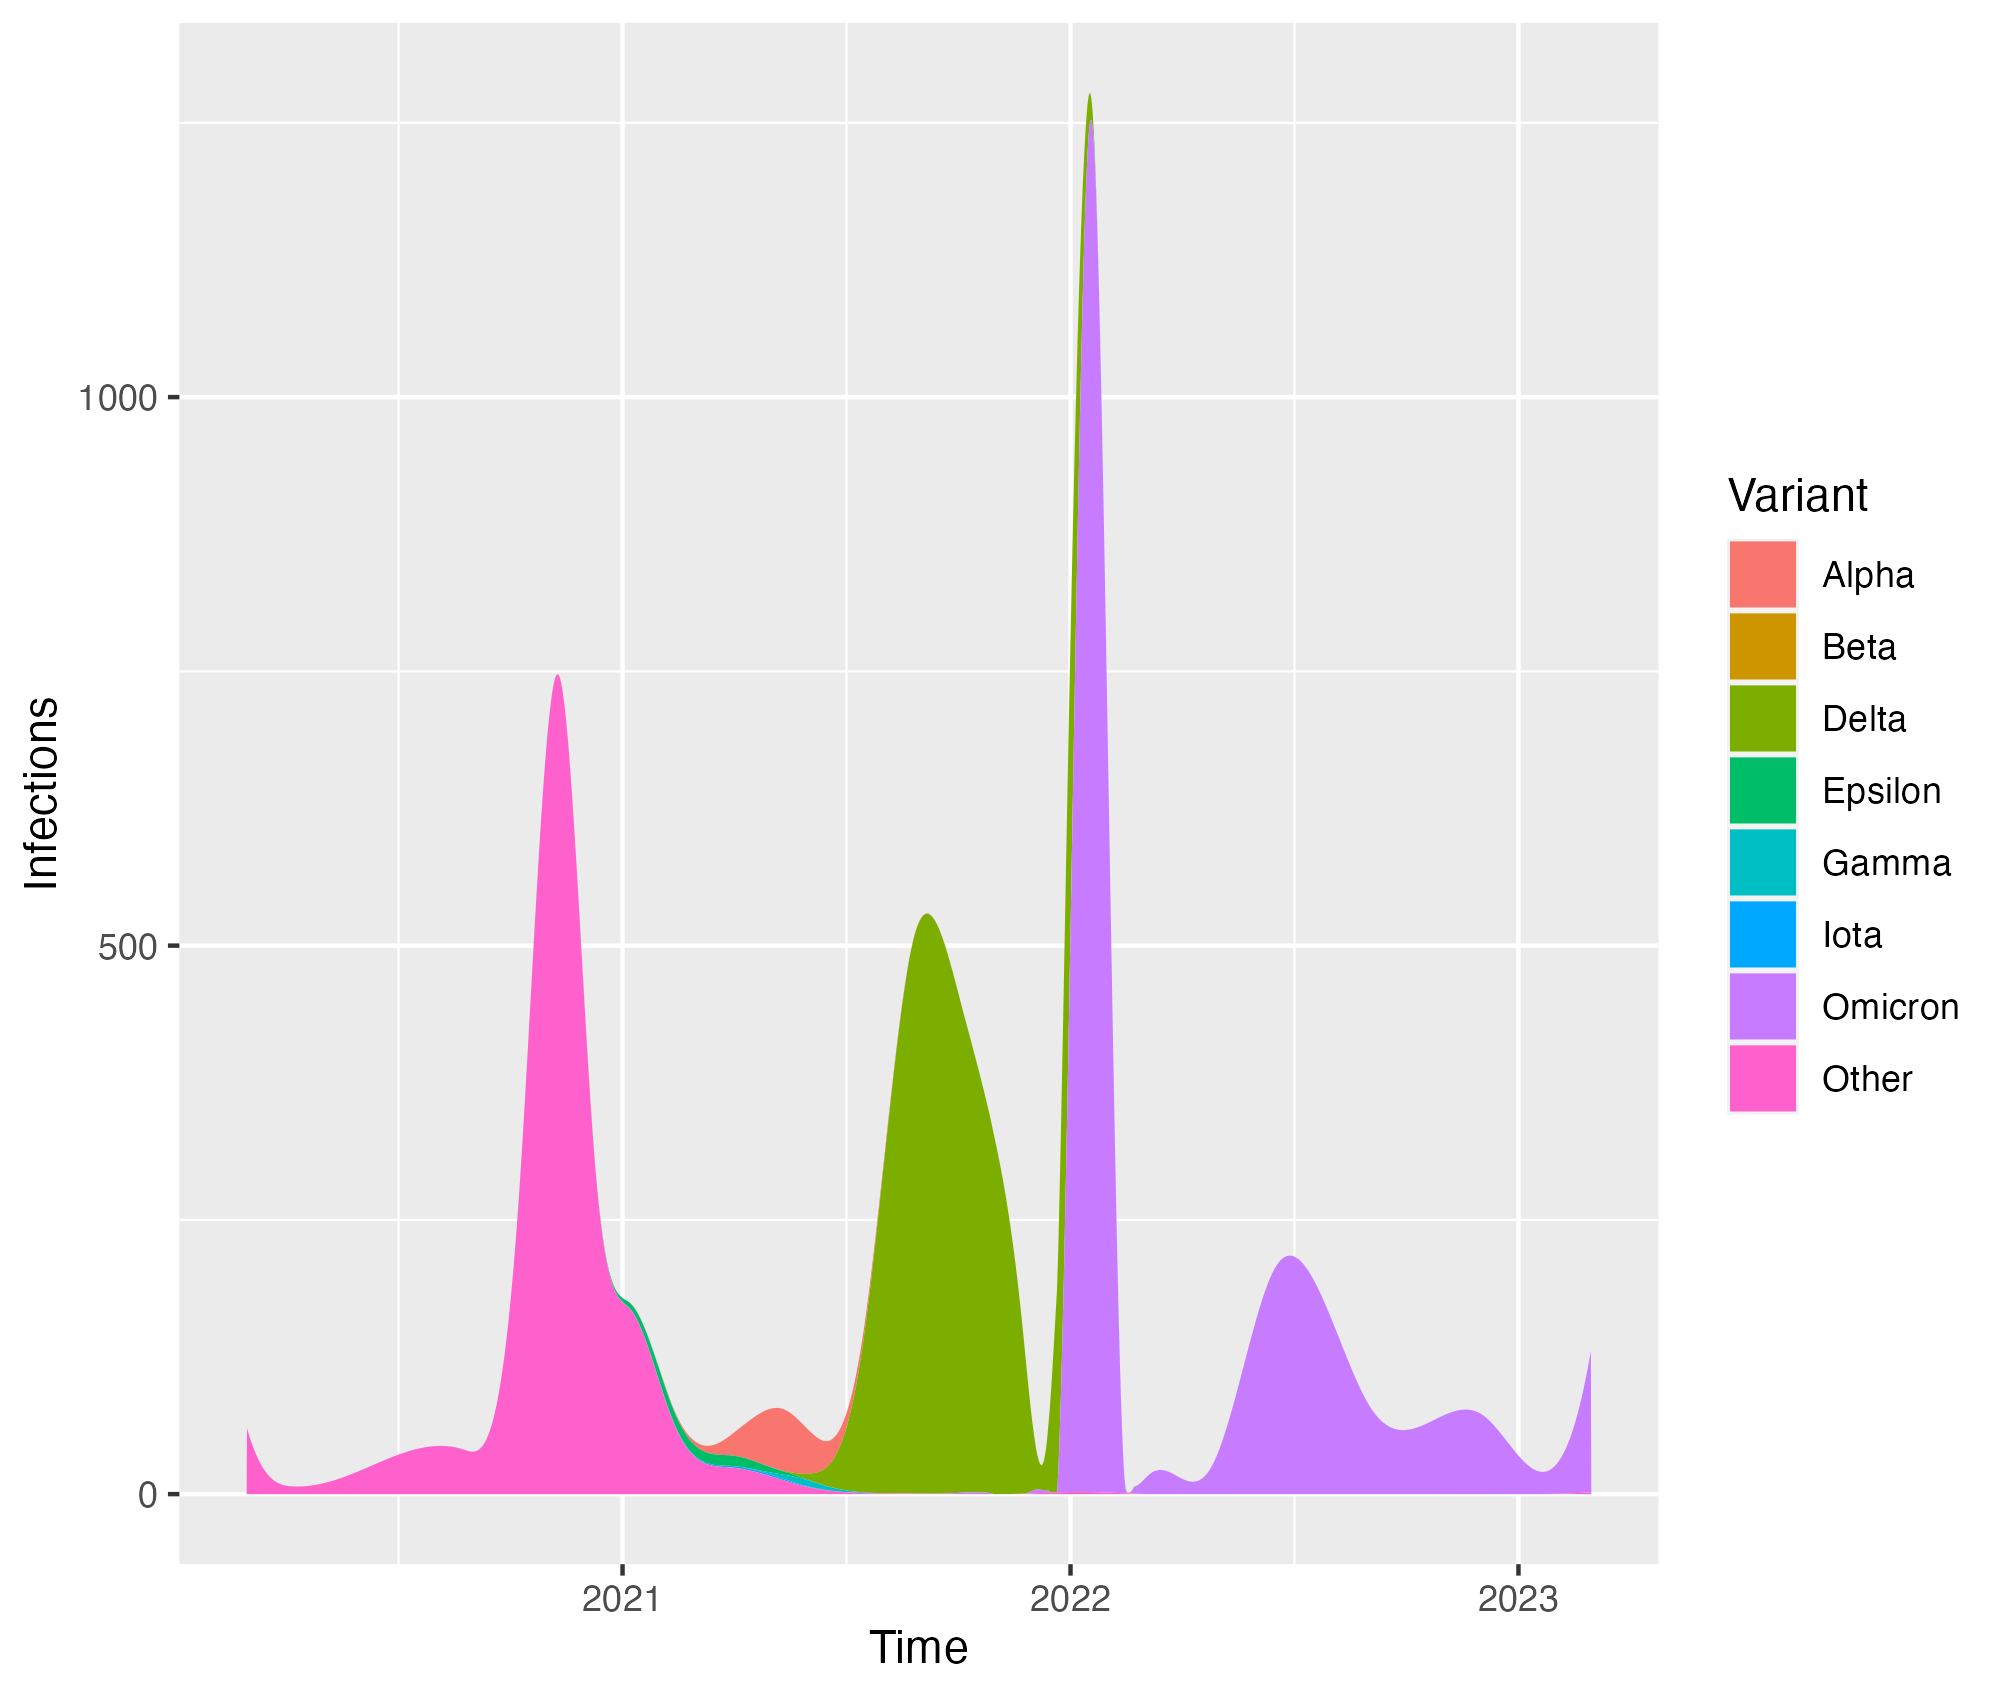 Infections
1000
500
0
2021
2022
2023
Time
Variant
Alpha
Beta
Delta
Epsilon
Gamma
Iota
Omicron
Other